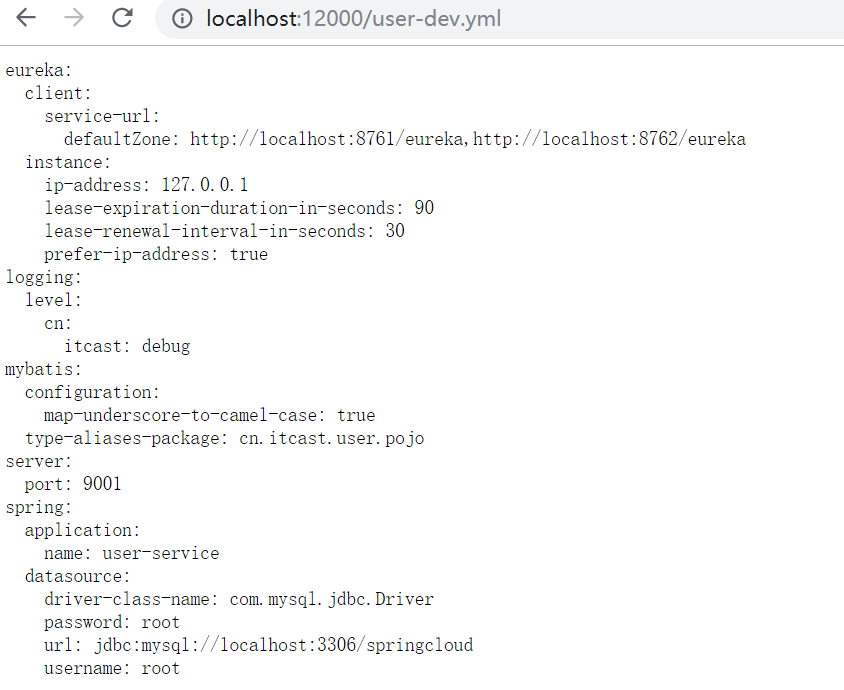 localhost:12000/user-dev.yml
eureka:
  client:
    service-url:
      defaultZone: http://localhost:8761/eureka,http://localhost:8762/eureka
  instance:
    ip-address: 127.0.0.1
    lease-expiration-duration-in-seconds: 90
    lease-renewal-interval-in-seconds: 30
    prefer-ip-address: true
logging:
  level:
    cn:
      itcast: debug
mybatis:
  configuration:
    map-underscore-to-camel-case: true
  type-aliases-package: cn.itcast.user.pojo
server:
  port: 9001
spring:
  application:
    name: user-service
  datasource:
    driver-class-name: com.mysql.jdbc.Driver
    password: root
    url: jdbc:mysql://localhost:3306/springcloud
    username: root